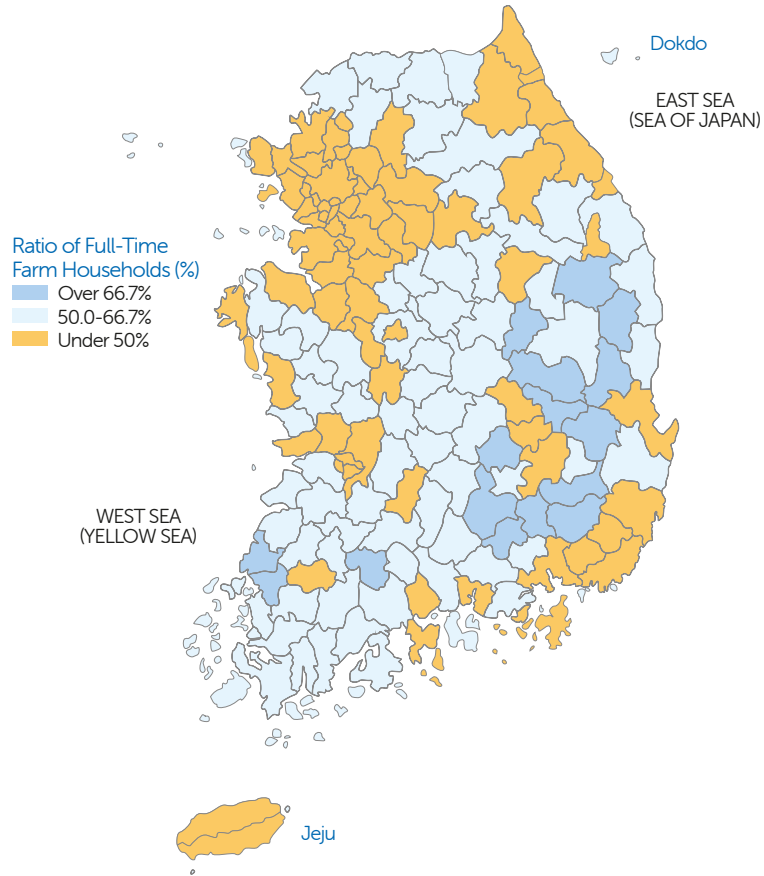 Dokdo
EAST SEA
(SEA OF JAPAN)
Ratio of Full-Time
Farm Households (%)
Over 66.7%
50.0-66.7%
Under 50%
WEST SEA
(YELLOW SEA)
Jeju